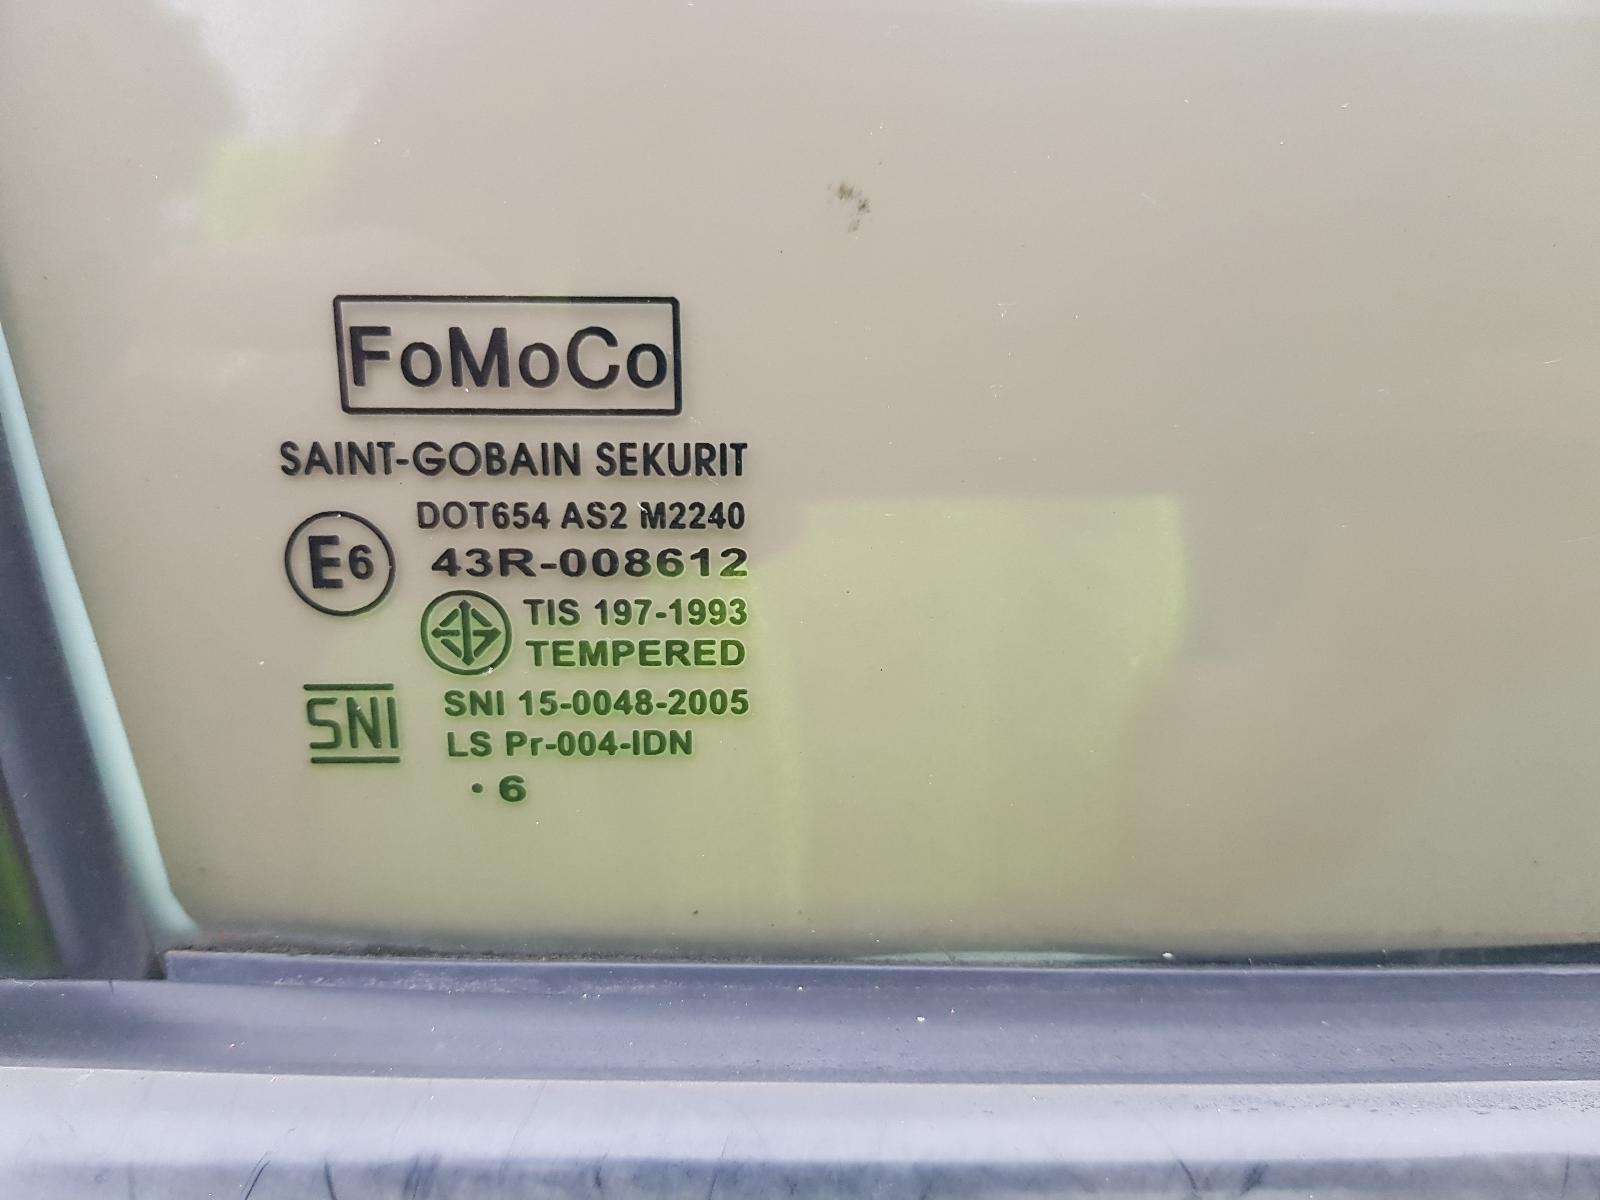 FoMoCo
SAINT-GOBAIN SEKURIT
DOT654 AS2 M2240
E6 43R-008612
TIS 197-1993
TEMPERED
SNI SNI 15-0048-2005
LS Pr-004-IDN
· 6